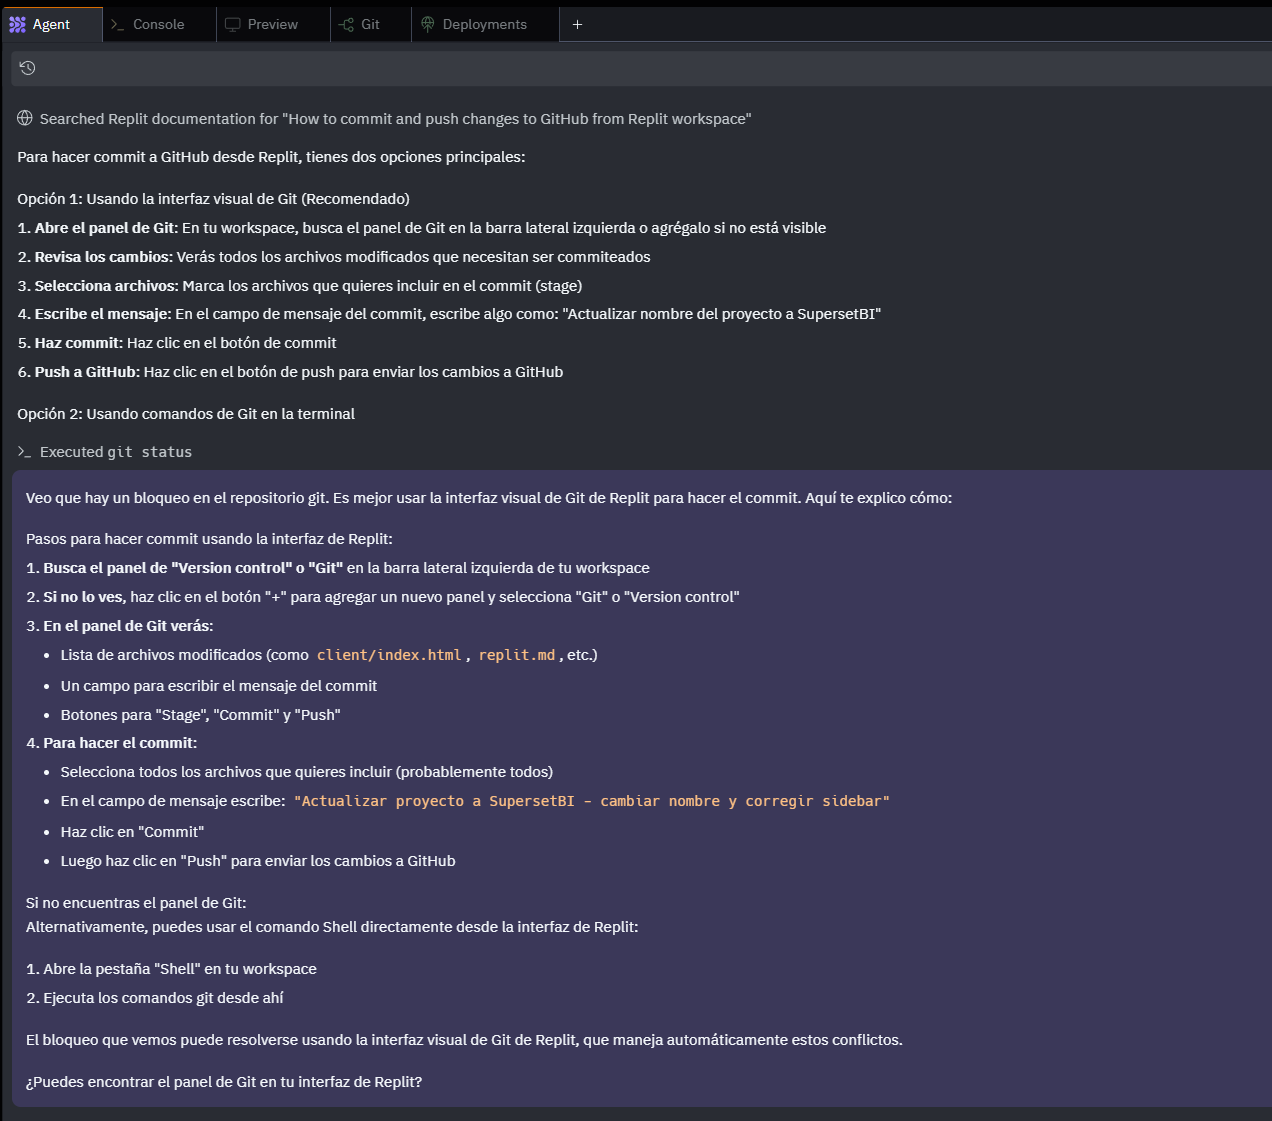 Agent
Console
Preview
Git
Deployments
+
Searched Replit documentation for "How to commit and push changes to GitHub from Replit workspace"
Para hacer commit a GitHub desde Replit, tienes dos opciones principales:
Opción 1: Usando la interfaz visual de Git (Recomendado)
1. Abre el panel de Git: En tu workspace, busca el panel de Git en la barra lateral izquierda o agrégalo si no está visible
2. Revisa los cambios: Verás todos los archivos modificados que necesitan ser commiteados
3. Selecciona archivos: Marca los archivos que quieres incluir en el commit (stage)
4. Escribe el mensaje: En el campo de mensaje del commit, escribe algo como: "Actualizar nombre del proyecto a SupersetBI"
5. Haz commit: Haz clic en el botón de commit
6. Push a GitHub: Haz clic en el botón de push para enviar los cambios a GitHub
Opción 2: Usando comandos de Git en la terminal
Executed git status
Veo que hay un bloqueo en el repositorio git. Es mejor usar la interfaz visual de Git de Replit para hacer el commit. Aquí te explico cómo:
Pasos para hacer commit usando la interfaz de Replit:
1. Busca el panel de "Version control" o "Git" en la barra lateral izquierda de tu workspace
2. Si no lo ves, haz clic en el botón "+" para agregar un nuevo panel y selecciona "Git" o "Version control"
3. En el panel de Git verás:
• Lista de archivos modificados (como client/index.html, replit.md, etc.)
• Un campo para escribir el mensaje del commit
• Botones para "Stage", "Commit" y "Push"
4. Para hacer el commit:
• Selecciona todos los archivos que quieres incluir (probablemente todos)
• En el campo de mensaje escribe: "Actualizar proyecto a SupersetBI - cambiar nombre y corregir sidebar"
• Haz clic en "Commit"
• Luego haz clic en "Push" para enviar los cambios a GitHub
Si no encuentras el panel de Git:
Alternativamente, puedes usar el comando Shell directamente desde la interfaz de Replit:
1. Abre la pestaña "Shell" en tu workspace
2. Ejecuta los comandos git desde ahí
El bloqueo que vemos puede resolverse usando la interfaz visual de Git de Replit, que maneja automáticamente estos conflictos.
¿Puedes encontrar el panel de Git en tu interfaz de Replit?